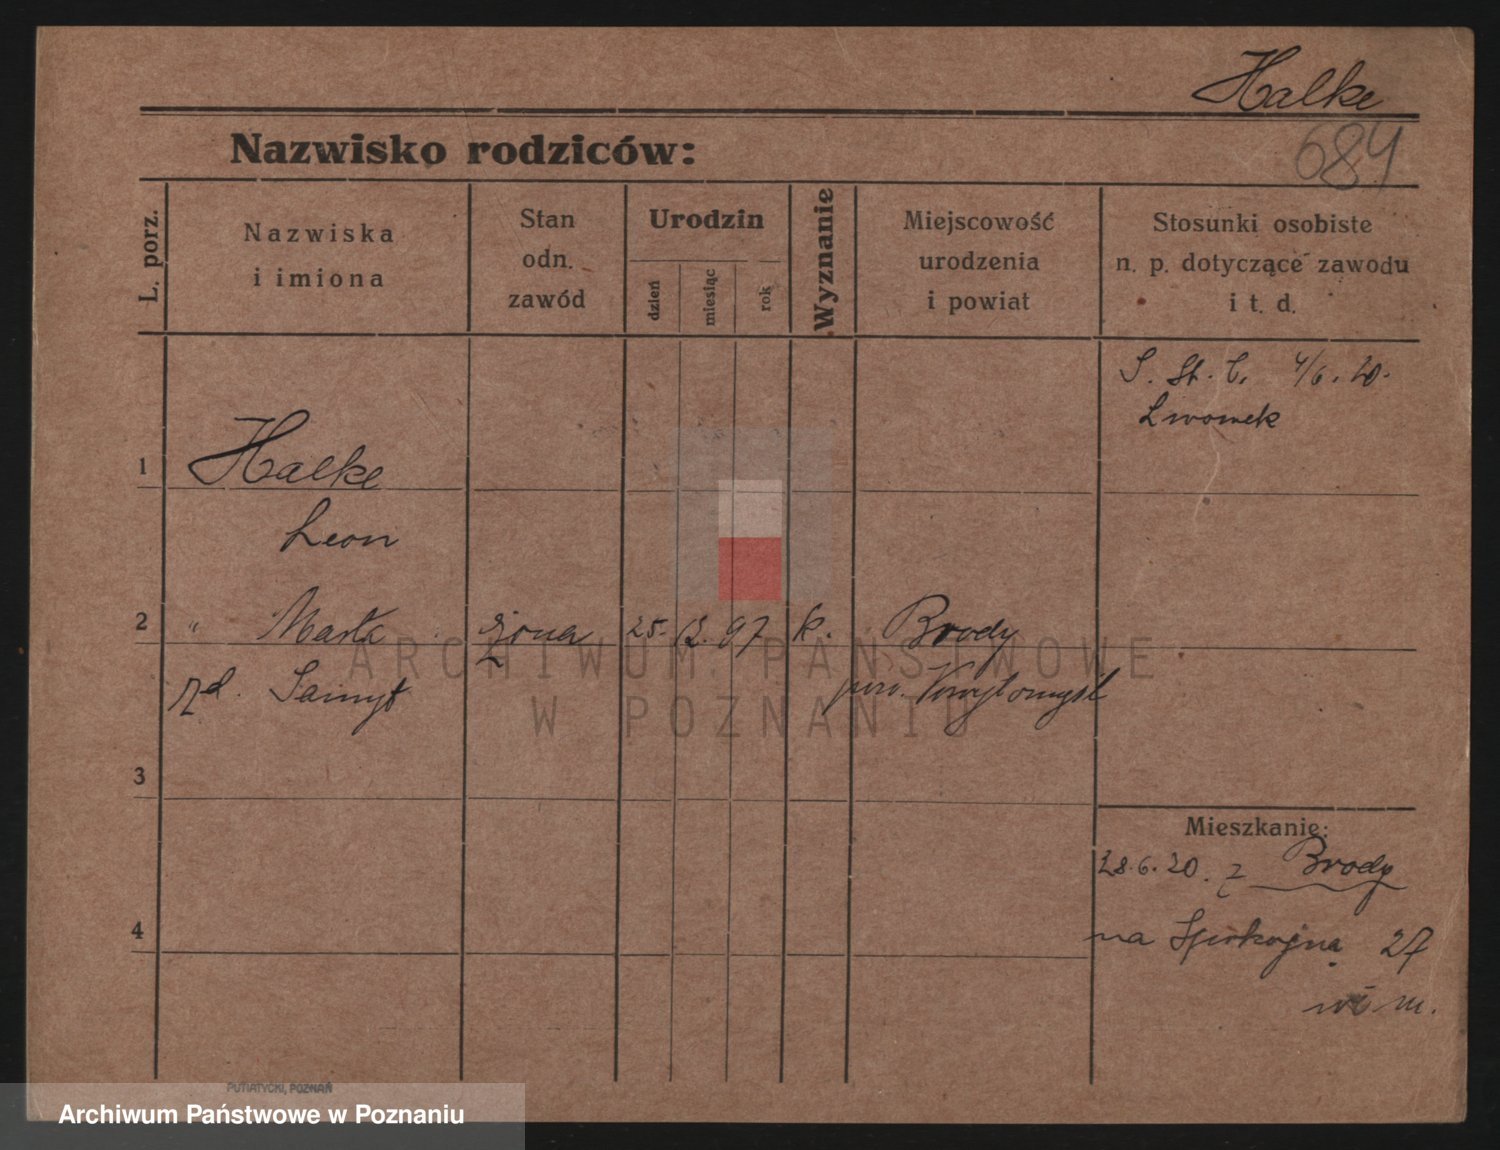 Halke
684
Nazwisko rodziców:
L. porz.
Nazwiska
i imiona
Stan
odn.
zawód
Urodzin
dzień
miesiąc
rok
Wyznanie
Miejscowość
urodzenia
i powiat
Stosunki osobiste
n. p. dotyczące zawodu
i t. d.
S. St. C. 4/6. 20.
Lwowek
1 Halke
Leon
2 " Marta żona 25. 12. 97 k. Brody
Samyt
3
Mieszkanie:
28.6.20. z Brody
4
na Spokojna 27
m.
ARCHIWUM PAŃSTWOWE
W POZNANIU
PUTIATYCKI, POZNAŃ
Archiwum Państwowe w Poznaniu